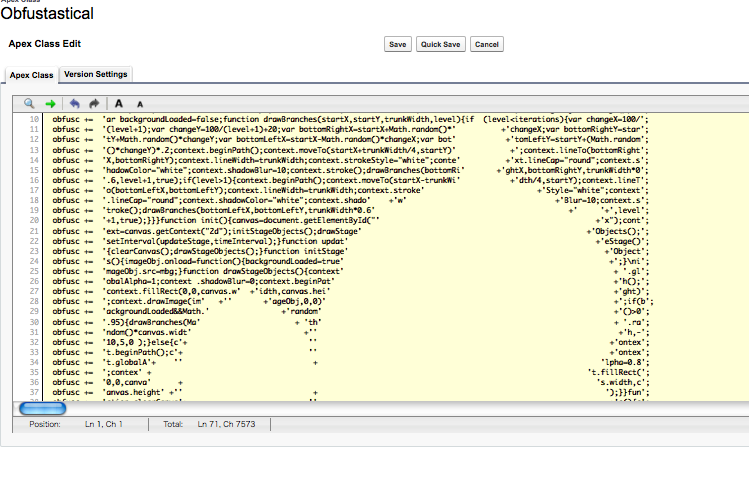 Apex Class
Obfustastical
Apex Class Edit
Save Quick Save Cancel
Apex Class Version Settings
A A
10 obfusc += 'ar backgroundLoaded=false;function drawBranches(startX,startY,trunkWidth,level){if (level<iterations){var changeX=100/';
11 obfusc += '(level+1);var changeY=100/(level+1)+20;var bottomRightX=startX+Math.random()*' +'changeX;var bottomRightY=star';
12 obfusc += 'tY+Math.random()*changeY;var bottomLeftX=startX-Math.random()*changeX;var bot' +'tomLeftY=startY+(Math.random';
13 obfusc += '()*changeY)*.2;context.beginPath();context.moveTo(startX+trunkWidth/4,startY)' +';context.lineTo(bottomRight';
14 obfusc += 'X,bottomRightY);context.lineWidth=trunkWidth;context.strokeStyle="white";conte' +'xt.lineCap="round";context.s';
15 obfusc += 'hadowColor="white";context.shadowBlur=10;context.stroke();drawBranches(bottomRi' +'ghtX,bottomRightY,trunkWidth*0';
16 obfusc += '.6,level+1,true);if(level>1){context.beginPath();context.moveTo(startX-trunkWi' +'dth/4,startY);context.lineT';
17 obfusc += 'o(bottomLeftX,bottomLeftY);context.lineWidth=trunkWidth;context.stroke' +'Style="white";context';
18 obfusc += '.lineCap="round";context.shadowColor="white";context.shado' +'w' +'Blur=10;context.s';
19 obfusc += 'troke();drawBranches(bottomLeftX,bottomLeftY,trunkWidth*0.6' +' '+',level';
20 obfusc += '+1,true);}}}function init(){canvas=document.getElementById("' +'x");cont';
21 obfusc += 'ext=canvas.getContext("2d");initStageObjects();drawStage' +'Objects();';
22 obfusc += 'setInterval(updateStage,timeInterval);}function updat' +'eStage()';
23 obfusc += '{clearCanvas();drawStageObjects();}function initStage' +'Object';
24 obfusc += 's(){imageObj.onload=function(){backgroundLoaded=true' +';}\ni';
25 obfusc += 'mageObj.src=mbg;}function drawStageObjects(){context' + '.gl';
26 obfusc += 'obalAlpha=1;context .shadowBlur=0;context.beginPat' +'h();';
27 obfusc += 'context.fillRect(0,0,canvas.w' +'idth,canvas.hei' +'ght)';
28 obfusc += ';context.drawImage(im' +'' +'ageObj,0,0)' +';if(b';
29 obfusc += 'ackgroundLoaded&&Math.' +'random' +'()>0';
30 obfusc += '.95){drawBranches(Ma' + 'th' + '.ra';
31 obfusc += 'ndom()*canvas.widt' +'' +'h,-';
32 obfusc += '10,5,0 );}else{c'+ '' +'ontex';
33 obfusc += 't.beginPath();c'+ '' +'ontex';
34 obfusc += 't.globalA'+ '' + 'lpha=0.8';
35 obfusc += ';contex' + 't.fillRect(';
36 obfusc += '0,0,canva' + 's.width,c';
37 obfusc += 'anvas.height' +'' + ');}}fun';
Position: Ln 1, Ch 1 Total: Ln 71, Ch 7573